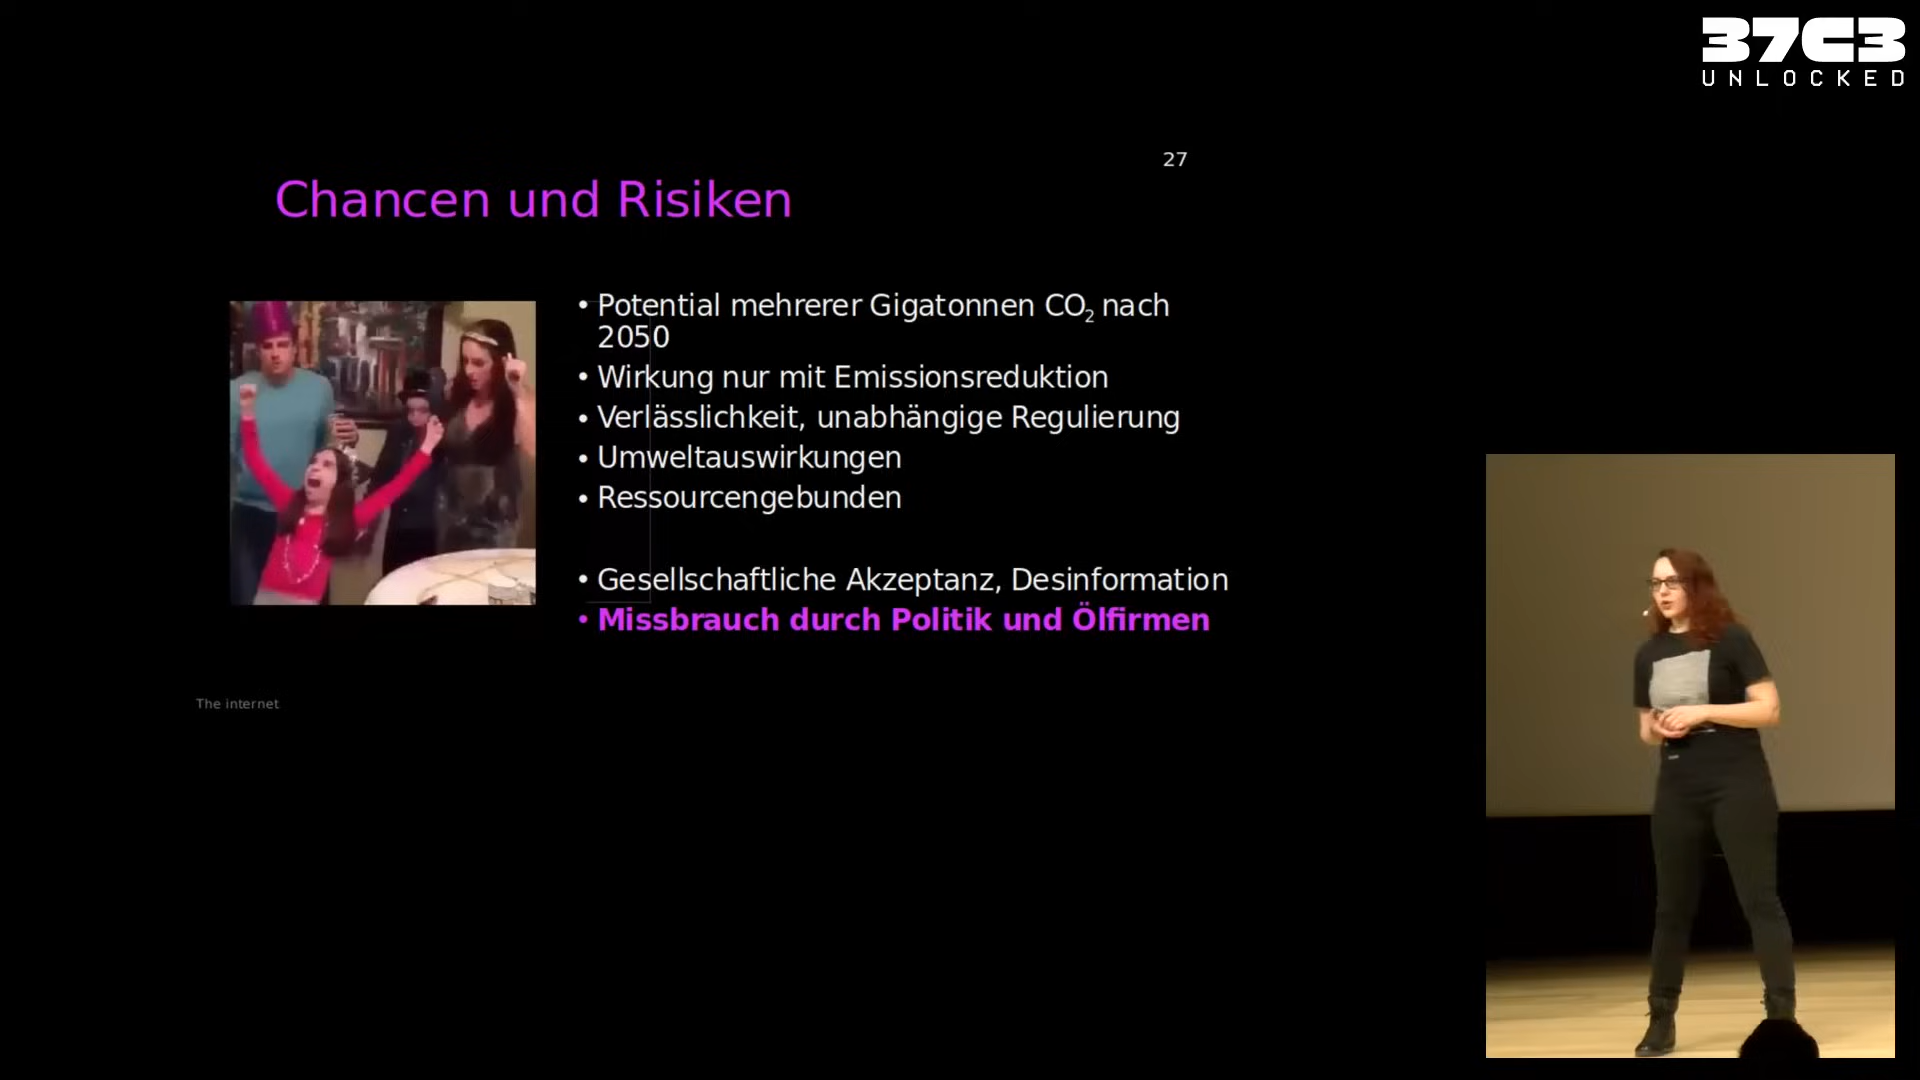 37C3
UNLOCKED
27
Chancen und Risiken
• Potential mehrerer Gigatonnen CO₂ nach
2050
• Wirkung nur mit Emissionsreduktion
• Verlässlichkeit, unabhängige Regulierung
• Umweltauswirkungen
• Ressourcengebunden
• Gesellschaftliche Akzeptanz, Desinformation
• Missbrauch durch Politik und Ölfirmen
The internet